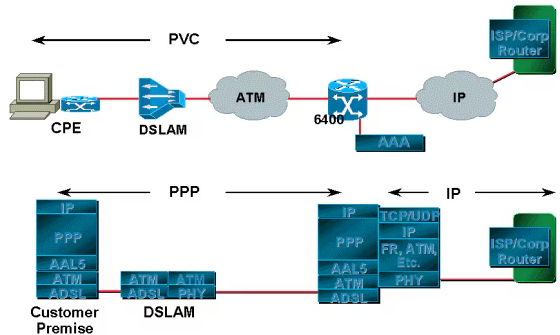 PVC
ISP/Corp
Router
ATM
IP
CPE
DSLAM
6400
AAA
PPP
IP
IP
PPP
AAL5
ATM
ADSL
ATM
ATM
ADSL
PHY
IP
PPP
AAL5
ATM
ADSL
TCP/UDP
IP
FR, ATM,
Etc.
PHY
ISP/Corp
Router
Customer
Premise
DSLAM